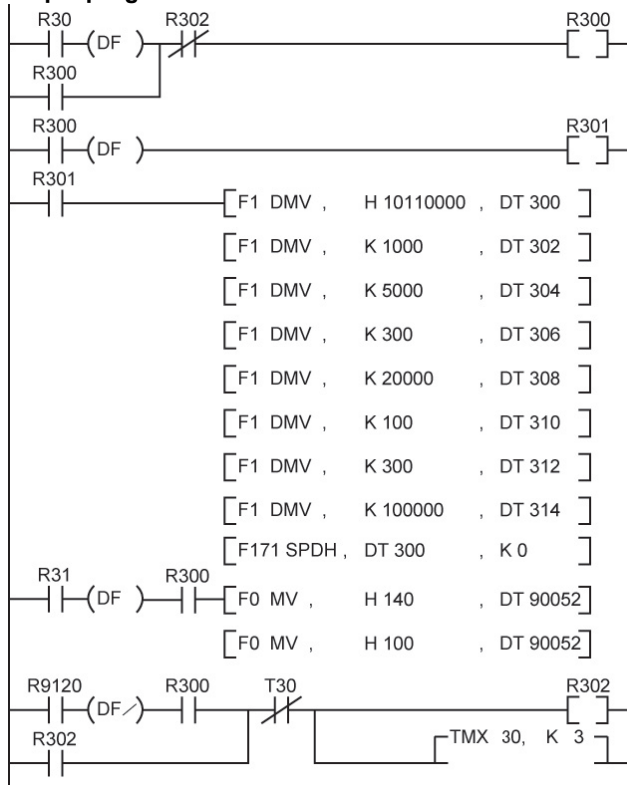 R30 R302 R300
(DF )
R300
R300 R301
(DF )
R301
[F1 DMV , H 10110000 , DT 300 ]
[F1 DMV , K 1000 , DT 302 ]
[F1 DMV , K 5000 , DT 304 ]
[F1 DMV , K 300 , DT 306 ]
[F1 DMV , K 20000 , DT 308 ]
[F1 DMV , K 100 , DT 310 ]
[F1 DMV , K 300 , DT 312 ]
[F1 DMV , K 100000 , DT 314 ]
[F171 SPDH , DT 300 , K 0 ]
R31 R300
(DF ) [F0 MV , H 140 , DT 90052]
[F0 MV , H 100 , DT 90052]
R9120 R300 T30 R302
(DF/)
R302
TMX 30, K 3